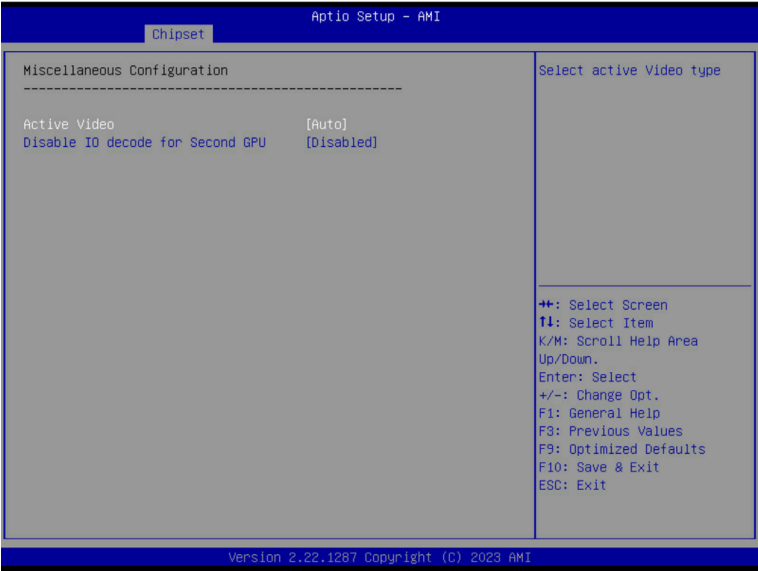 Aptio Setup – AMI
Chipset
Miscellaneous Configuration
--------------------------------------------------
Select active Video type
Active Video [Auto]
Disable IO decode for Second GPU [Disabled]
→←: Select Screen
↑↓: Select Item
K/M: Scroll Help Area
Up/Down.
Enter: Select
+/-: Change Opt.
F1: General Help
F3: Previous Values
F9: Optimized Defaults
F10: Save & Exit
ESC: Exit
Version 2.22.1287 Copyright (C) 2023 AMI